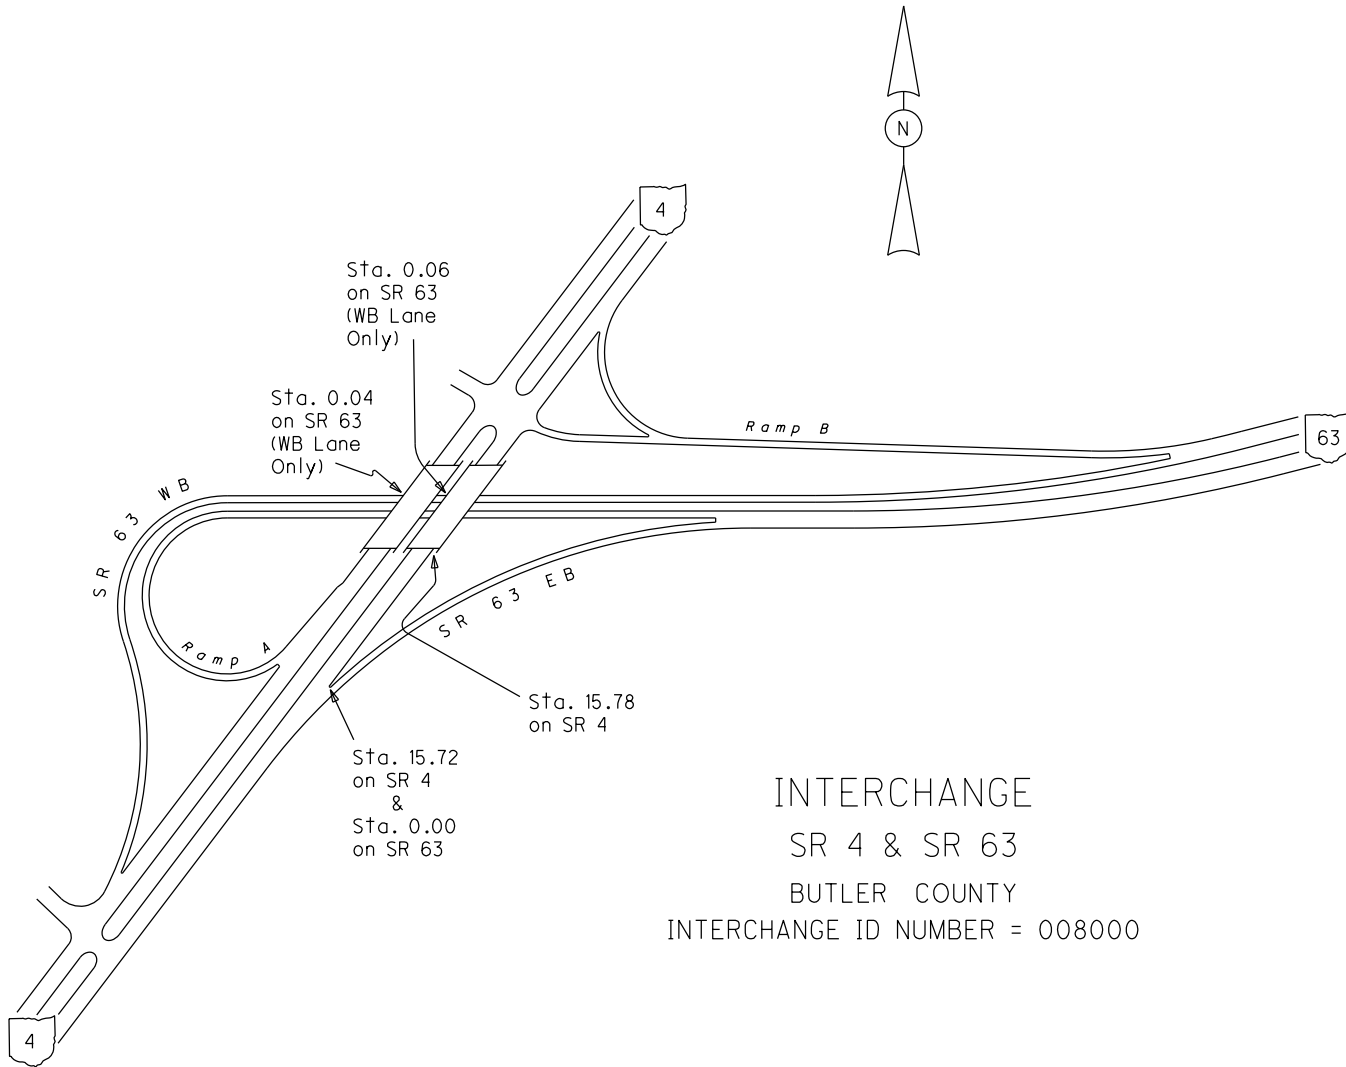 N
4
Sta. 0.06
on SR 63
(WB Lane
Only)
Sta. 0.04
on SR 63
(WB Lane
Only)
Ramp B
63
SR 63 WB
SR 63 EB
Ramp A
Sta. 15.78
on SR 4
Sta. 15.72
on SR 4
&
Sta. 0.00
on SR 63
INTERCHANGE
SR 4 & SR 63
BUTLER COUNTY
INTERCHANGE ID NUMBER = 008000
4